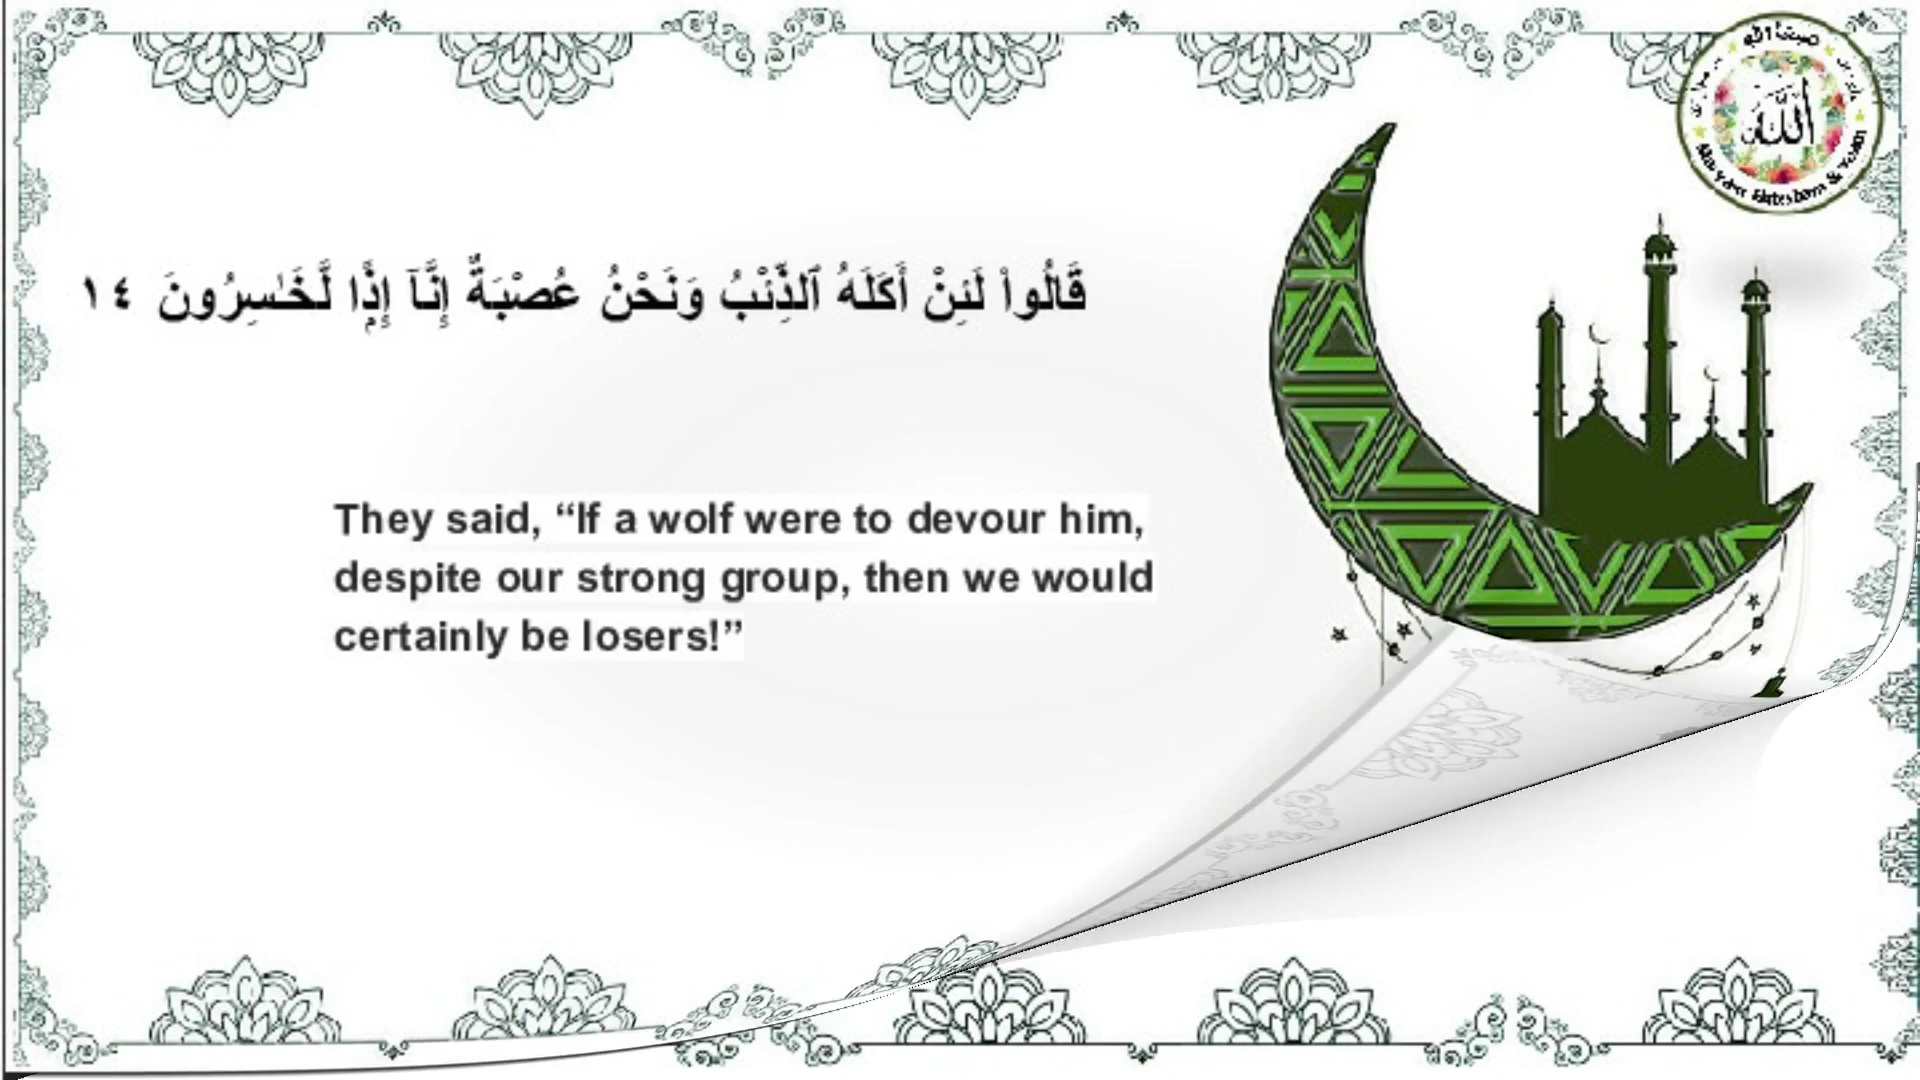 قَالُوا۟ لَئِنْ أَكَلَهُ ٱلذِّئْبُ وَنَحْنُ عُصْبَةٌ إِنَّآ إِذًۭا لَّخَـٰسِرُونَ ١٤
They said, “If a wolf were to devour him,
despite our strong group, then we would
certainly be losers!”
الله